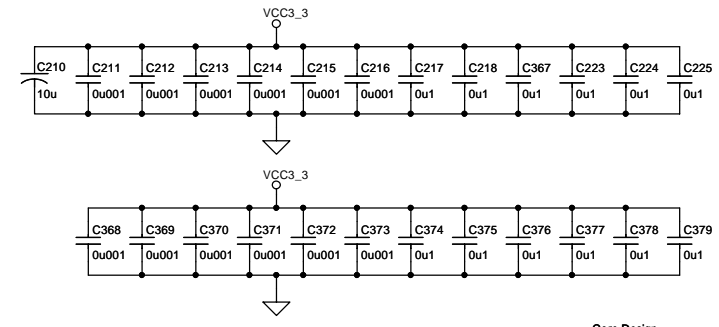 VCC3_3
C210 C211 C212 C213 C214 C215 C216 C217 C218 C367 C223 C224 C225
10u 0u001 0u001 0u001 0u001 0u001 0u001 0u1 0u1 0u1 0u1 0u1 0u1
VCC3_3
C368 C369 C370 C371 C372 C373 C374 C375 C376 C377 C378 C379
0u001 0u001 0u001 0u001 0u001 0u001 0u1 0u1 0u1 0u1 0u1 0u1